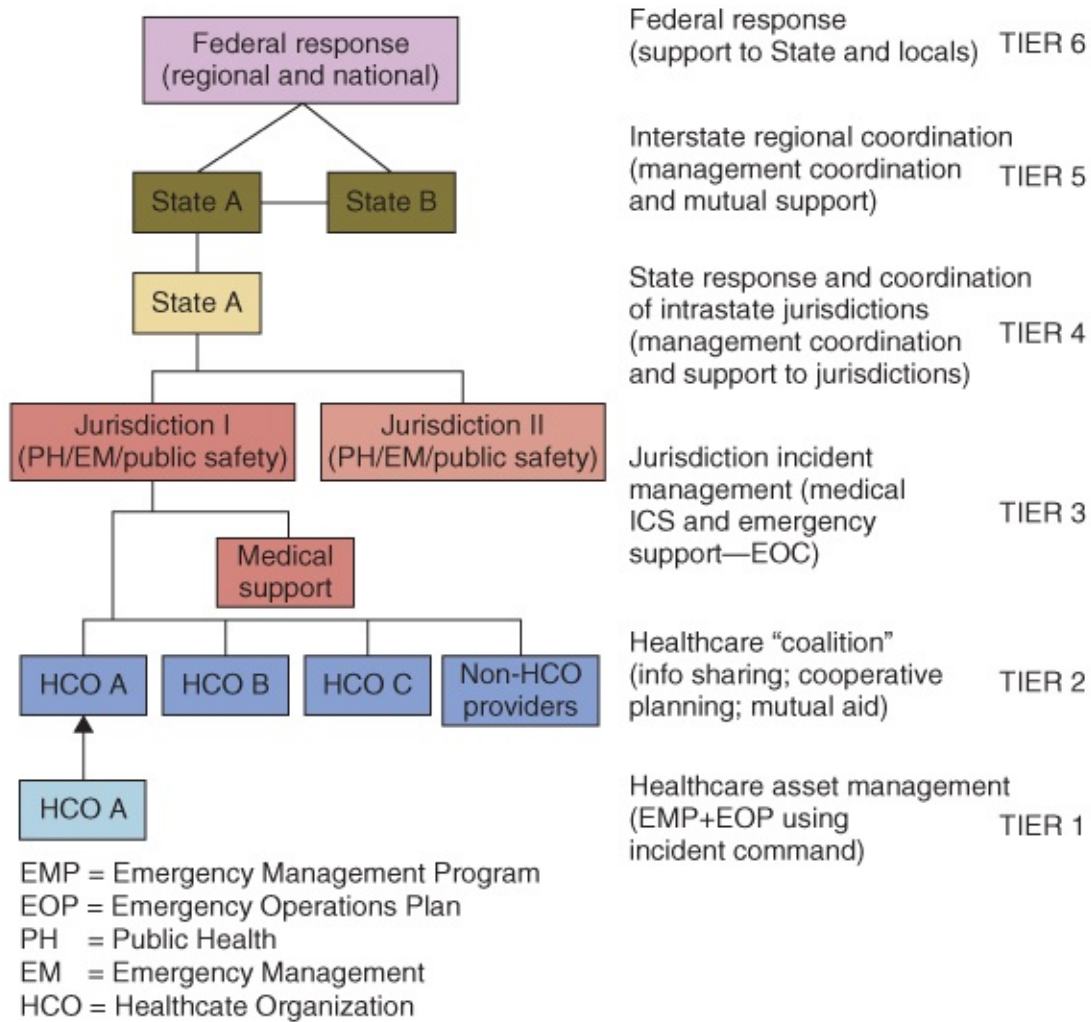 Federal response
(regional and national)
Federal response
(support to State and locals)
TIER 6
State A
State B
Interstate regional coordination
(management coordination
and mutual support)
TIER 5
State A
State response and coordination
of intrastate jurisdictions
(management coordination
and support to jurisdictions)
TIER 4
Jurisdiction I
(PH/EM/public safety)
Jurisdiction II
(PH/EM/public safety)
Medical
support
Jurisdiction incident
management (medical
ICS and emergency
support—EOC)
TIER 3
HCO A
HCO B
HCO C
Non-HCO
providers
Healthcare “coalition”
(info sharing; cooperative
planning; mutual aid)
TIER 2
HCO A
Healthcare asset management
(EMP+EOP using
incident command)
TIER 1
EMP = Emergency Management Program
EOP = Emergency Operations Plan
PH = Public Health
EM = Emergency Management
HCO = Healthcate Organization